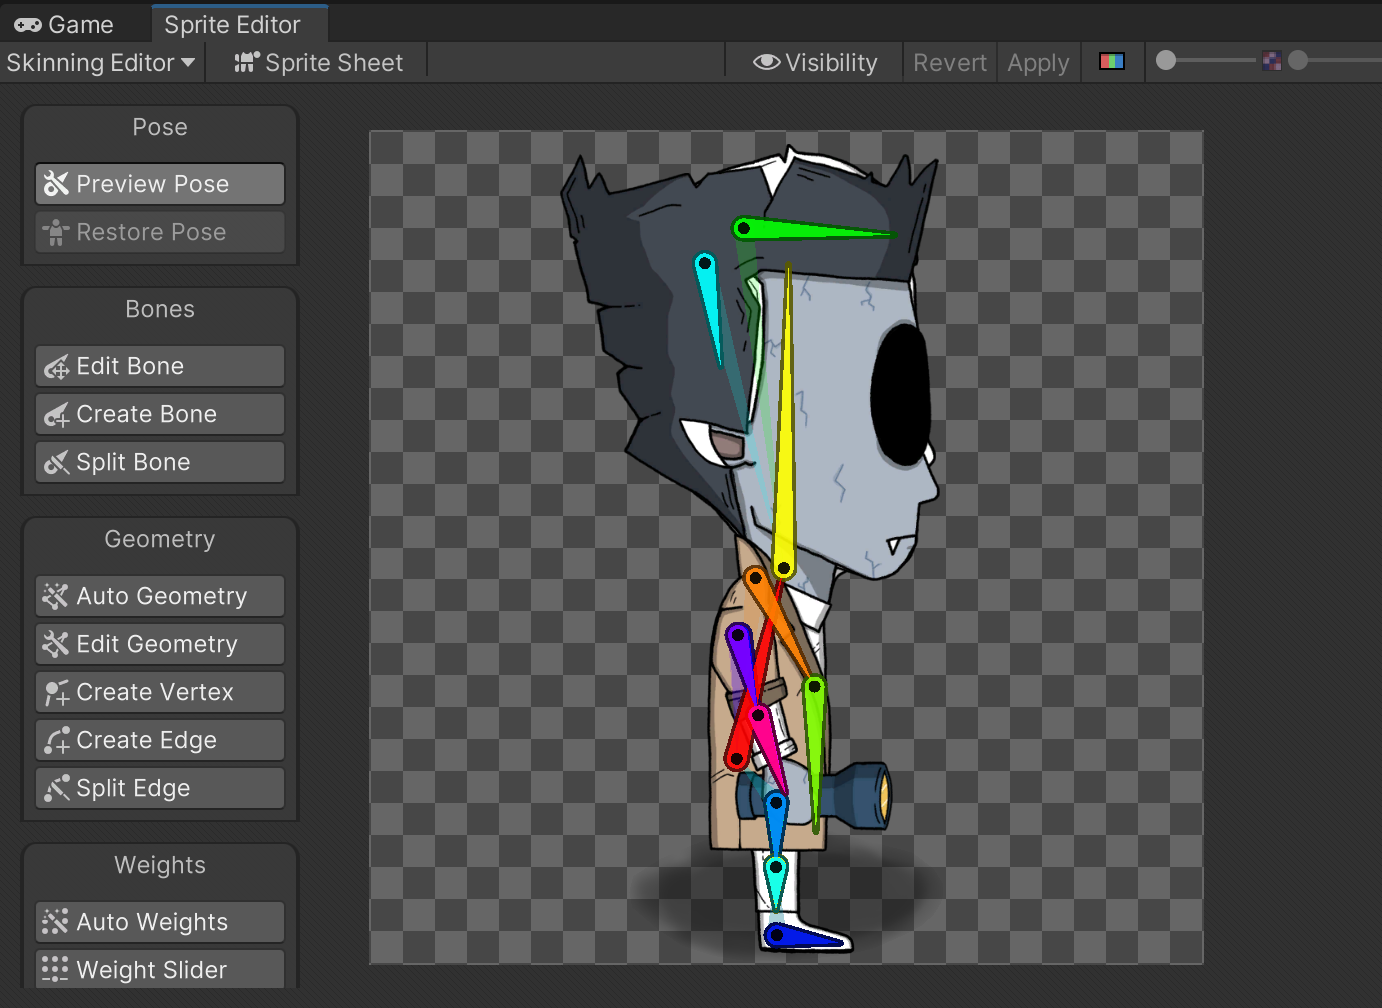 Game
Sprite Editor
Skinning Editor
Sprite Sheet
Visibility
Revert
Apply
Pose
Preview Pose
Restore Pose
Bones
Edit Bone
Create Bone
Split Bone
Geometry
Auto Geometry
Edit Geometry
Create Vertex
Create Edge
Split Edge
Weights
Auto Weights
Weight Slider